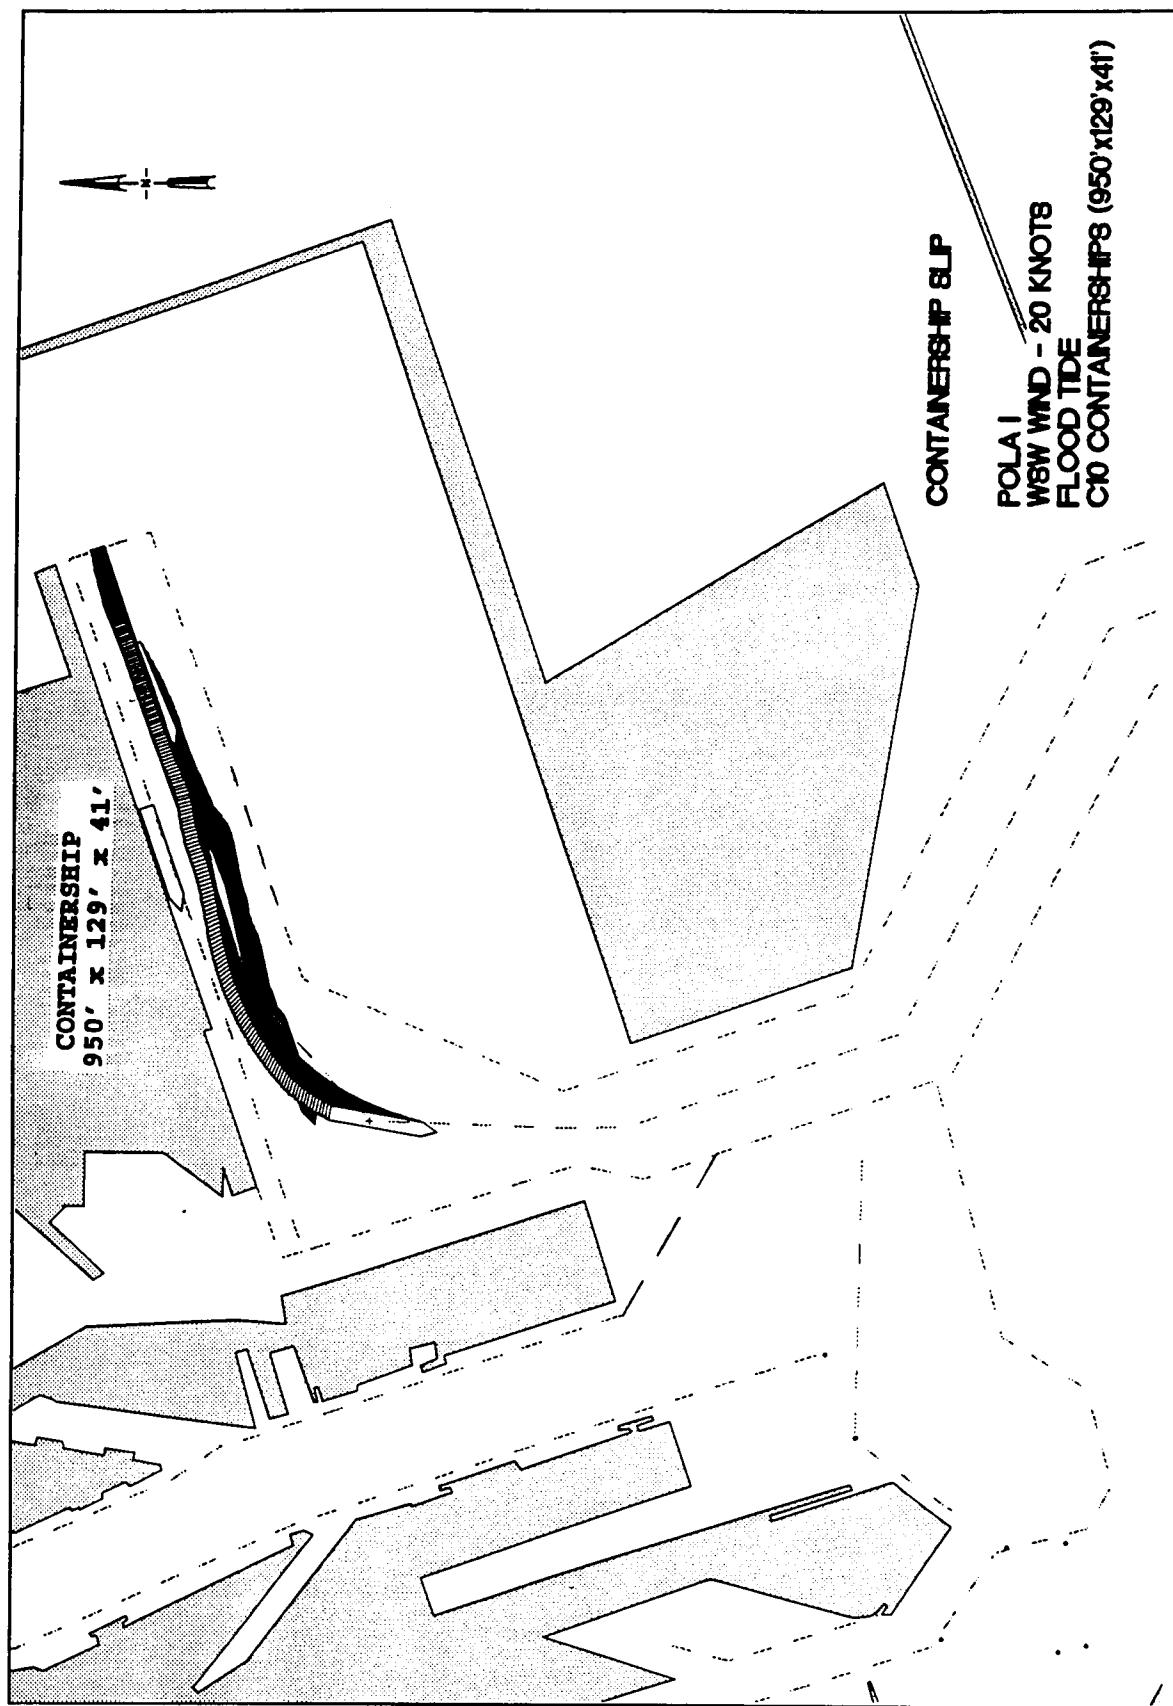 CONTAINERSHIP
950' x 129' x 41'
N
CONTAINERSHIP SLIP
POLA I
WSW WIND - 20 KNOTS
FLOOD TIDE
C10 CONTAINERSHIPS (950'x129'x41')